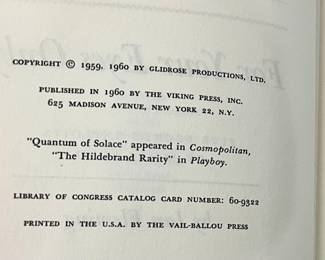 COPYRIGHT © 1959, 1960 BY GLIDROSE PRODUCTIONS, LTD.
PUBLISHED IN 1960 BY THE VIKING PRESS, INC.
625 MADISON AVENUE, NEW YORK 22, N.Y.
"Quantum of Solace" appeared in Cosmopolitan,
"The Hildebrand Rarity" in Playboy.
LIBRARY OF CONGRESS CATALOG CARD NUMBER: 60-9322
PRINTED IN THE U.S.A. BY THE VAIL-BALLOU PRESS